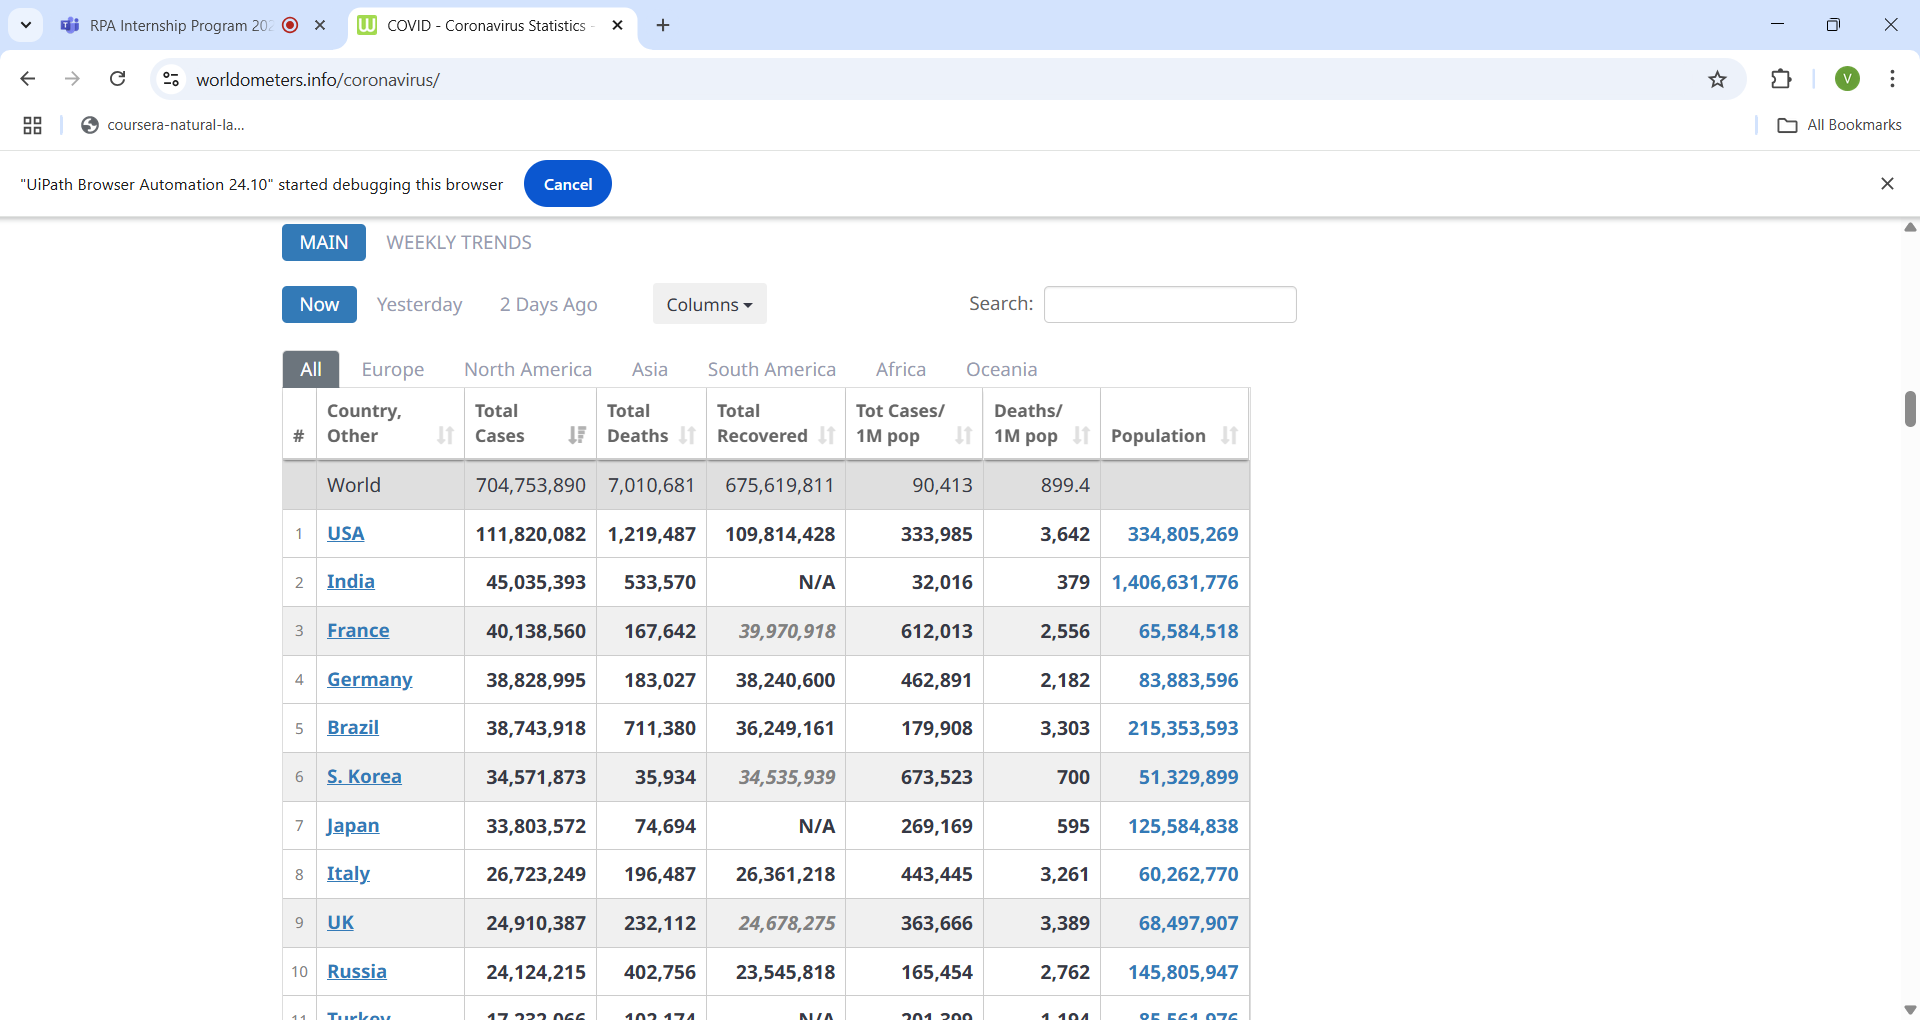 RPA Internship Program 202
COVID - Coronavirus Statistics -
worldometers.info/coronavirus/
V
coursera-natural-la...
All Bookmarks
"UiPath Browser Automation 24.10" started debugging this browser
Cancel
MAIN WEEKLY TRENDS
Now Yesterday 2 Days Ago Columns Search:
All Europe North America Asia South America Africa Oceania
# Country, Other Total Cases Total Deaths Total Recovered Tot Cases/ 1M pop Deaths/ 1M pop Population
World 704,753,890 7,010,681 675,619,811 90,413 899.4
1 USA 111,820,082 1,219,487 109,814,428 333,985 3,642 334,805,269
2 India 45,035,393 533,570 N/A 32,016 379 1,406,631,776
3 France 40,138,560 167,642 39,970,918 612,013 2,556 65,584,518
4 Germany 38,828,995 183,027 38,240,600 462,891 2,182 83,883,596
5 Brazil 38,743,918 711,380 36,249,161 179,908 3,303 215,353,593
6 S. Korea 34,571,873 35,934 34,535,939 673,523 700 51,329,899
7 Japan 33,803,572 74,694 N/A 269,169 595 125,584,838
8 Italy 26,723,249 196,487 26,361,218 443,445 3,261 60,262,770
9 UK 24,910,387 232,112 24,678,275 363,666 3,389 68,497,907
10 Russia 24,124,215 402,756 23,545,818 165,454 2,762 145,805,947
11 Turkey 17,232,066 102,174 N/A 201,399 1,194 85,561,976